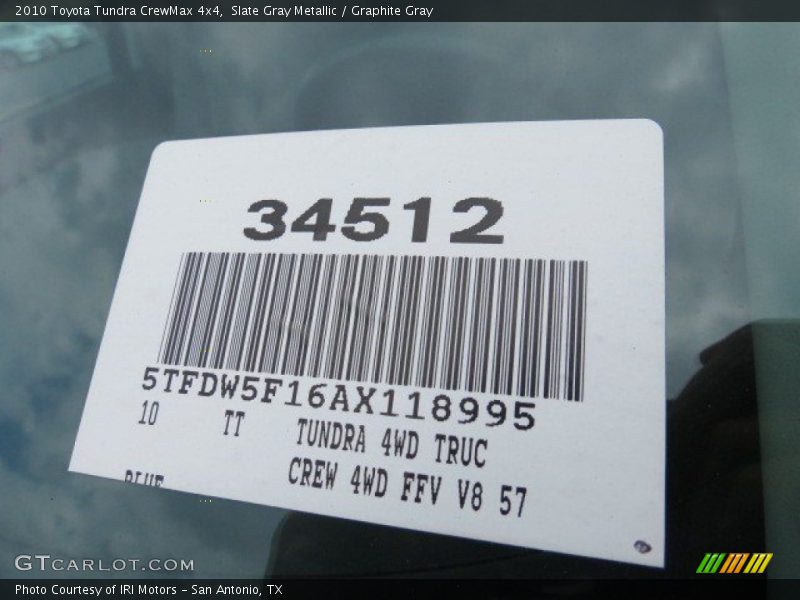 2010 Toyota Tundra CrewMax 4x4, Slate Gray Metallic / Graphite Gray
34512
5TFDW5F16AX118995
10 TT TUNDRA 4WD TRUC
CREW 4WD FFV V8 57
BLUE
GTCARLOT.COM
Photo Courtesy of IRI Motors - San Antonio, TX